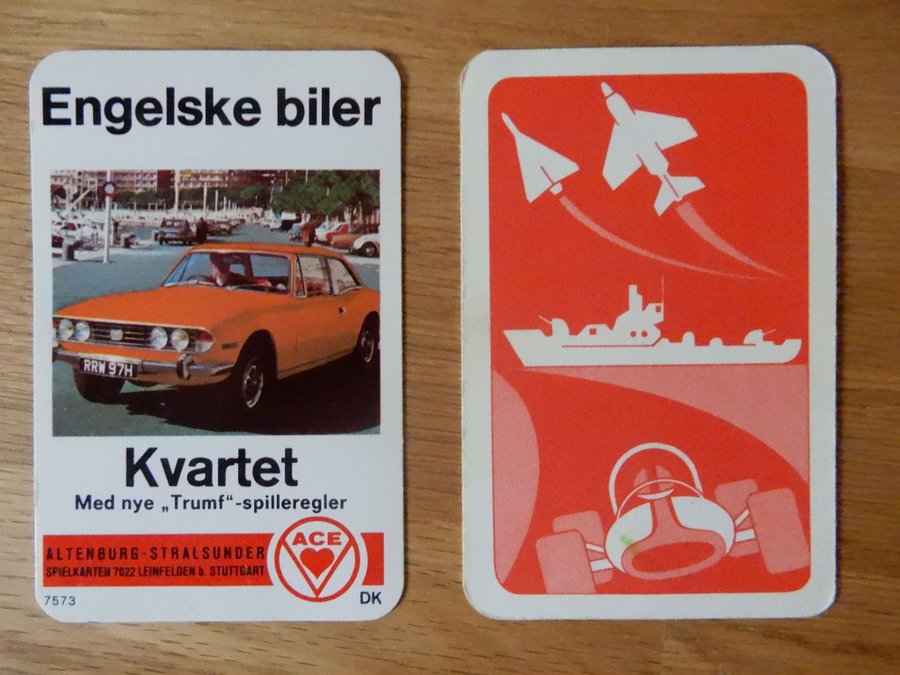 Engelske biler
RRW 97H
Kvartet
Med nye „Trumf“-spilleregler
ALTENBURG-STRALSUNDER
SPIELKARTEN 7022 LEINFELDEN b. STUTTGART
ACE
7573
DK